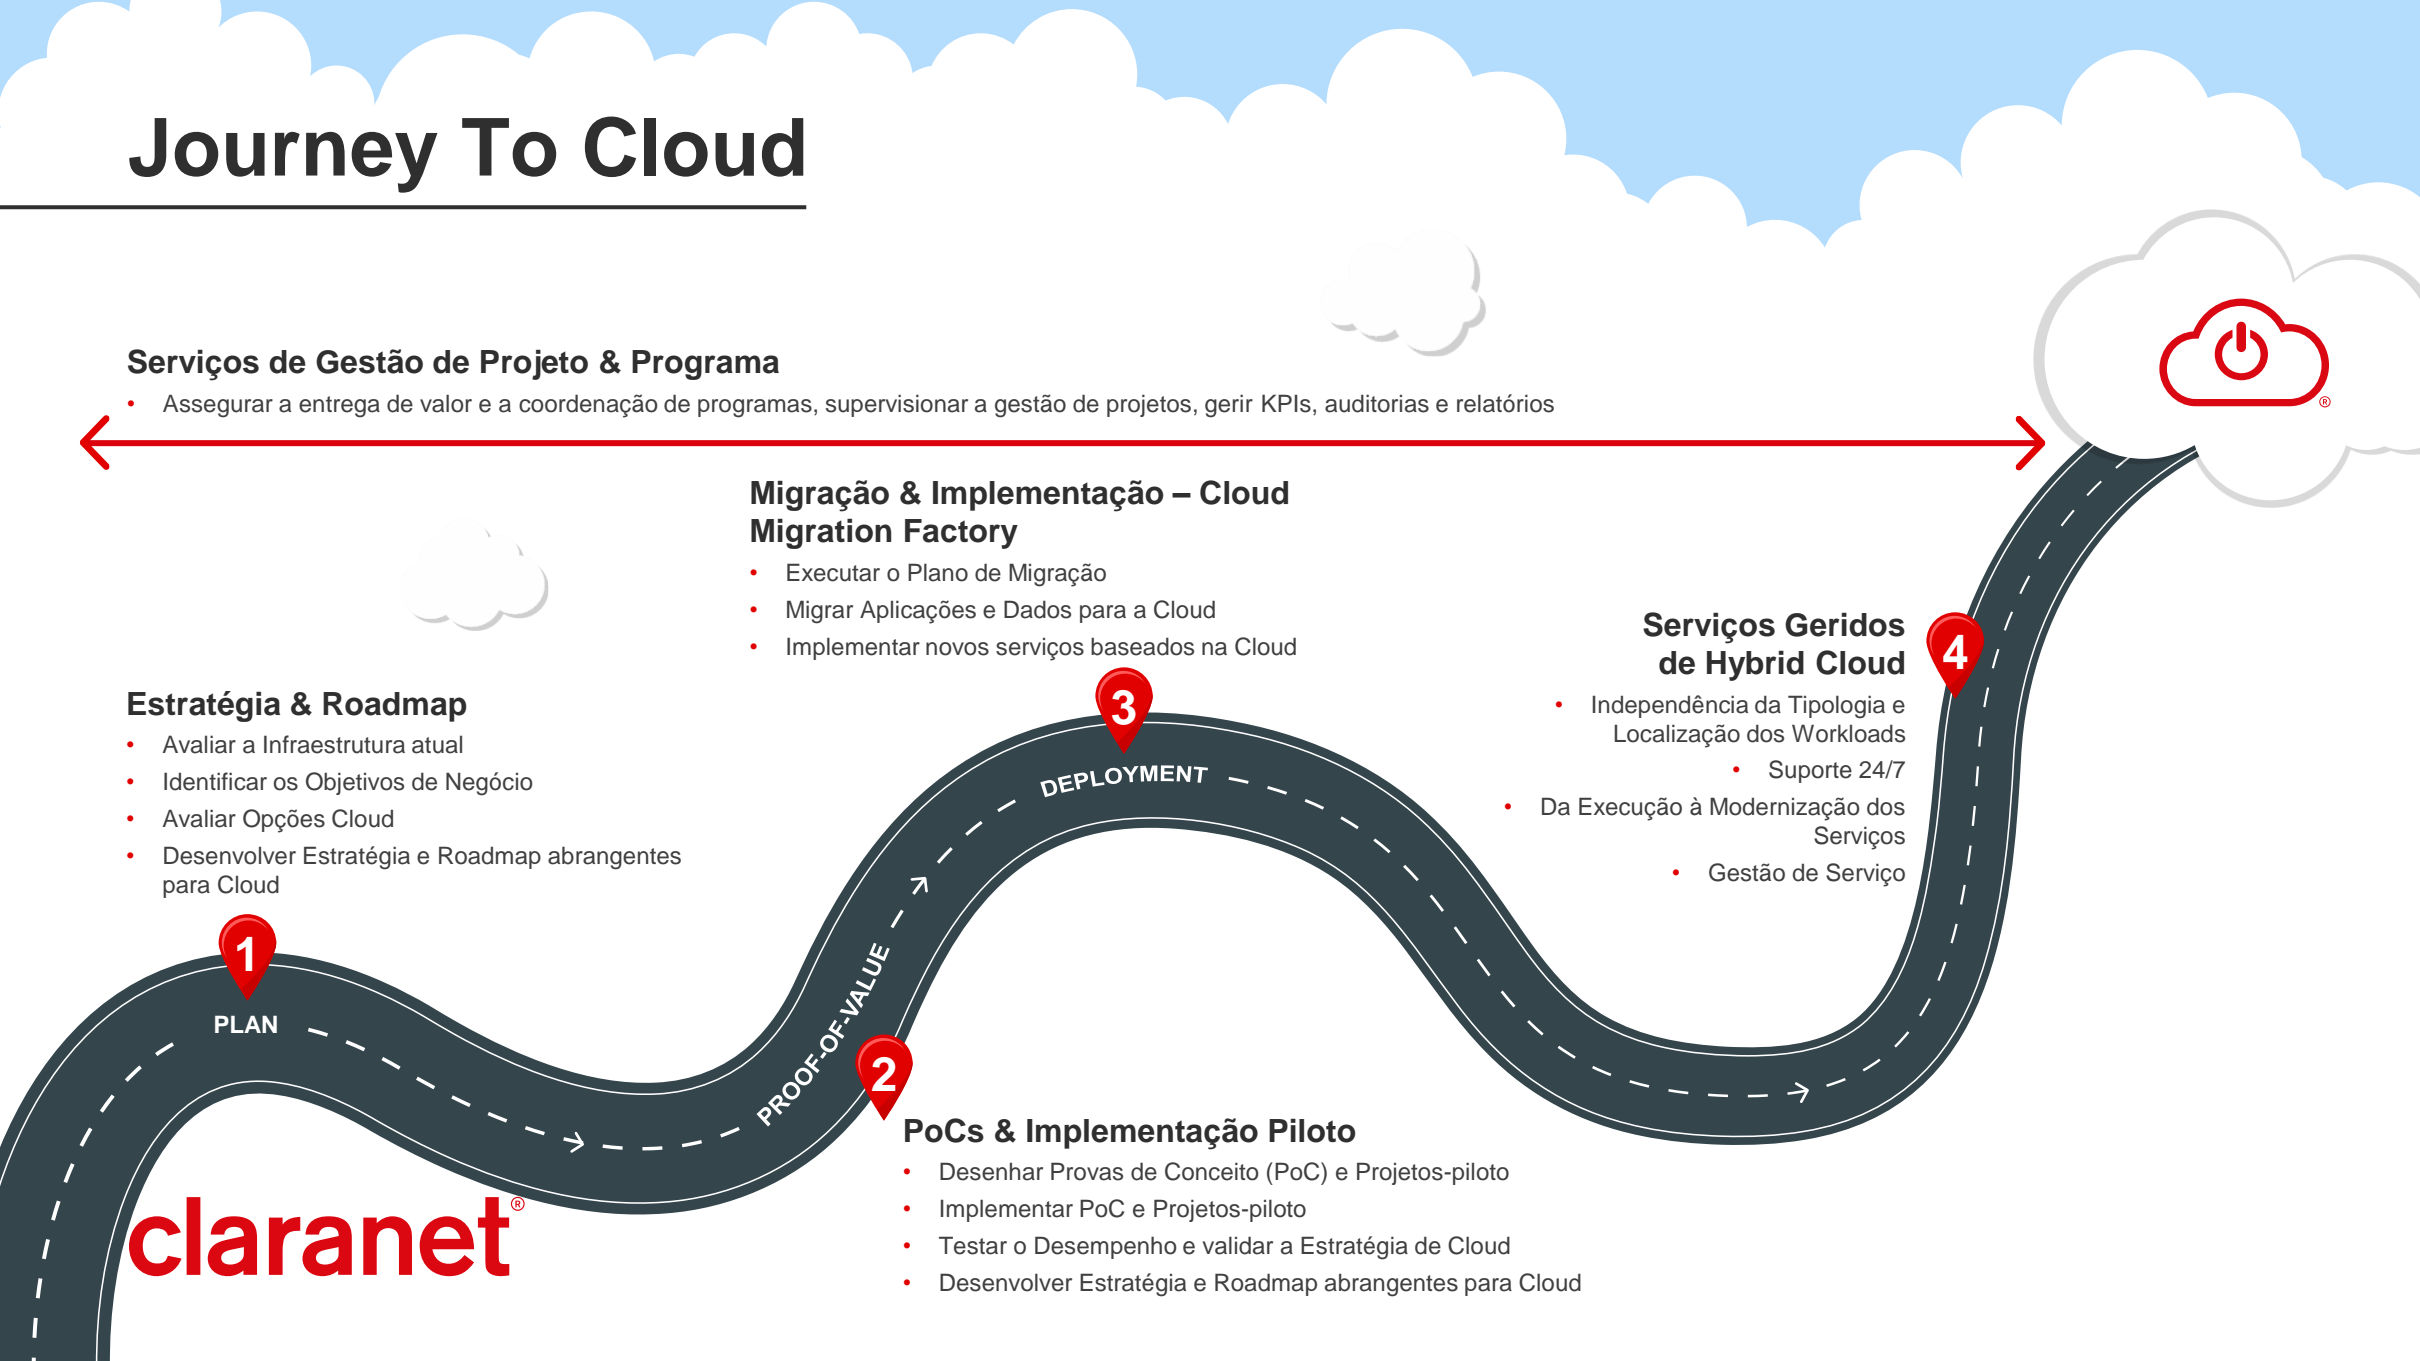 Journey To Cloud
Serviços de Gestão de Projeto & Programa
• Assegurar a entrega de valor e a coordenação de programas, supervisionar a gestão de projetos, gerir KPIs, auditorias e relatórios
®
Migração & Implementação – Cloud
Migration Factory
• Executar o Plano de Migração
• Migrar Aplicações e Dados para a Cloud
• Implementar novos serviços baseados na Cloud
3
DEPLOYMENT
Serviços Geridos
de Hybrid Cloud
• Independência da Tipologia e
Localização dos Workloads
• Suporte 24/7
• Da Execução à Modernização dos
Serviços
• Gestão de Serviço
4
Estratégia & Roadmap
• Avaliar a Infraestrutura atual
• Identificar os Objetivos de Negócio
• Avaliar Opções Cloud
• Desenvolver Estratégia e Roadmap abrangentes
para Cloud
1
PLAN
PROOF-OF-VALUE
2
PoCs & Implementação Piloto
• Desenhar Provas de Conceito (PoC) e Projetos-piloto
• Implementar PoC e Projetos-piloto
• Testar o Desempenho e validar a Estratégia de Cloud
• Desenvolver Estratégia e Roadmap abrangentes para Cloud
claranet®